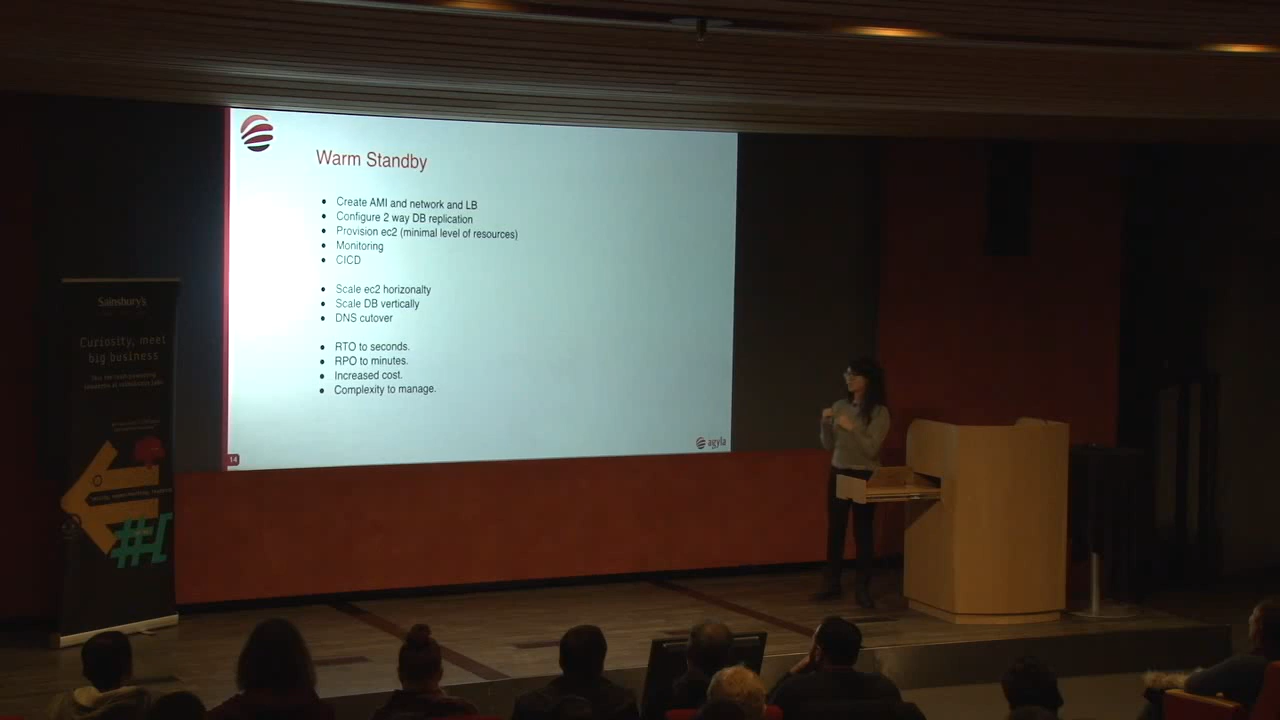 Warm Standby
Create AMI and network and LB
Configure 2 way DB replication
Provision ec2 (minimal level of resources)
Monitoring
CICD
Scale ec2 horizonalty
Scale DB vertically
DNS cutover
RTO to seconds.
RPO to minutes.
Increased cost.
Complexity to manage.
14
agyla
Sainsbury's
Curiosity, meet
big business